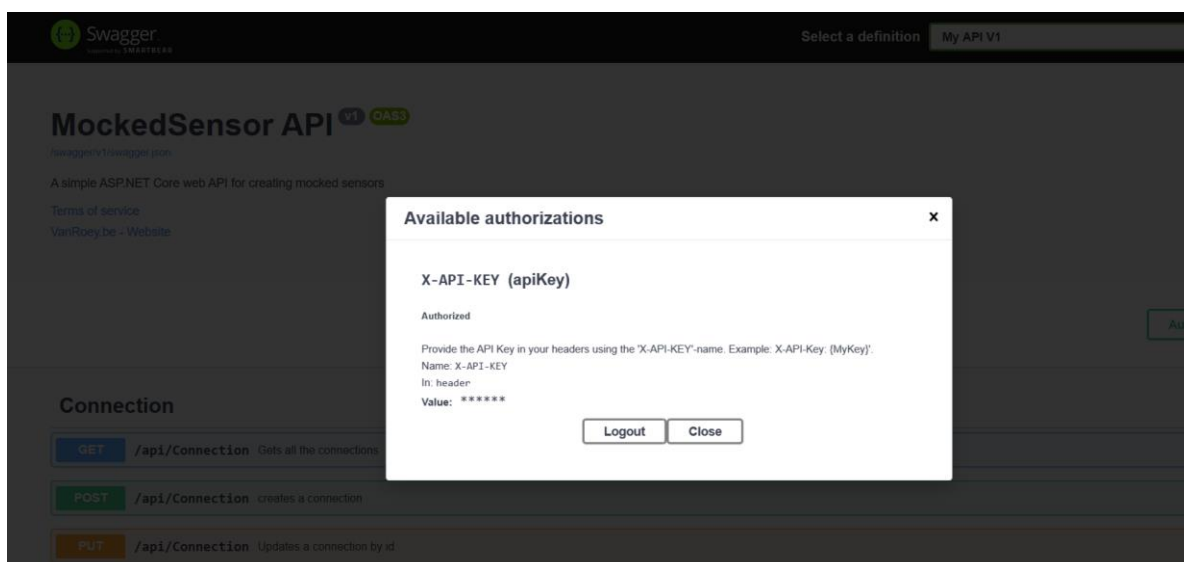 Swagger.
supported by SMARTBEAR
Select a definition
My API V1
MockedSensor API v1 OAS3
/swagger/v1/swagger.json
A simple ASP.NET Core web API for creating mocked sensors
Terms of service
VanRoey.be - Website
Available authorizations
x
X-API-KEY (apiKey)
Authorized
Provide the API Key in your headers using the 'X-API-KEY'-name. Example: X-API-Key: {MyKey}'.
Name: X-API-KEY
In: header
Value: ******
Logout Close
Au
Connection
GET /api/Connection Gets all the connections
POST /api/Connection creates a connection
PUT /api/Connection Updates a connection by id